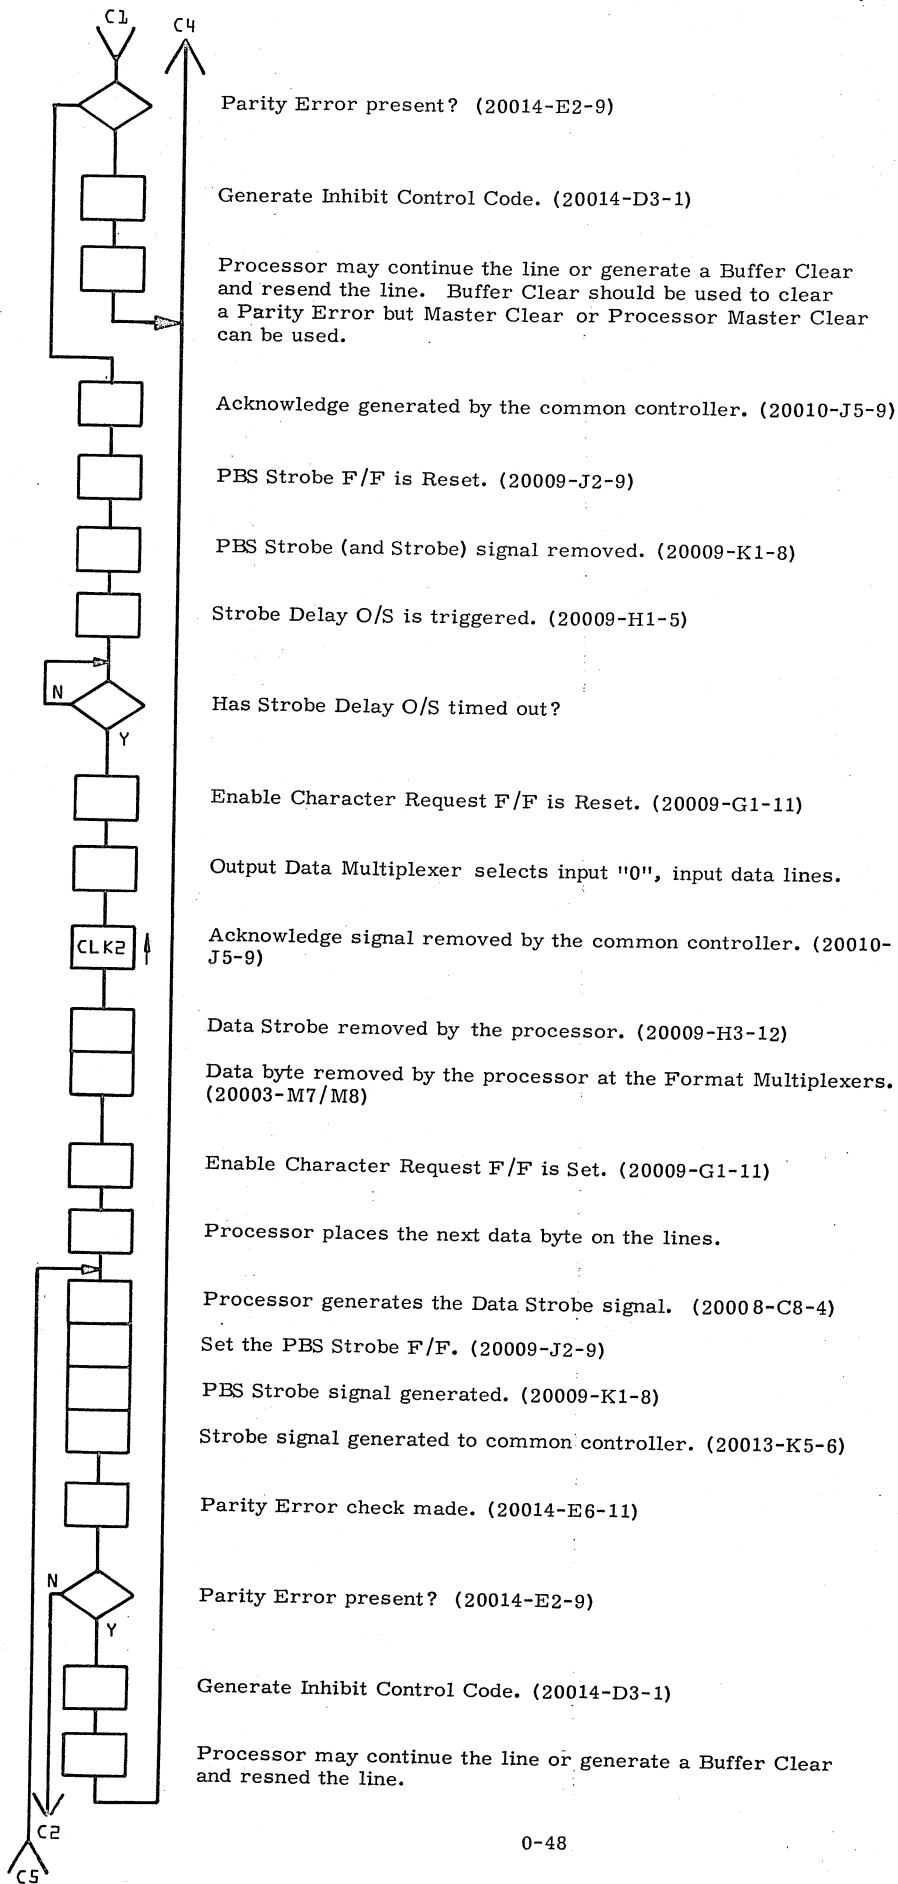 C1
C4
Parity Error present? (20014-E2-9)
Generate Inhibit Control Code. (20014-D3-1)
Processor may continue the line or generate a Buffer Clear
and resend the line. Buffer Clear should be used to clear
a Parity Error but Master Clear or Processor Master Clear
can be used.
Acknowledge generated by the common controller. (20010-J5-9)
PBS Strobe F/F is Reset. (20009-J2-9)
PBS Strobe (and Strobe) signal removed. (20009-K1-8)
Strobe Delay O/S is triggered. (20009-H1-5)
N
Has Strobe Delay O/S timed out?
Y
Enable Character Request F/F is Reset. (20009-G1-11)
Output Data Multiplexer selects input "0", input data lines.
CLK2
Acknowledge signal removed by the common controller. (20010-
J5-9)
Data Strobe removed by the processor. (20009-H3-12)
Data byte removed by the processor at the Format Multiplexers.
(20003-M7/M8)
Enable Character Request F/F is Set. (20009-G1-11)
Processor places the next data byte on the lines.
Processor generates the Data Strobe signal. (20008-C8-4)
Set the PBS Strobe F/F. (20009-J2-9)
PBS Strobe signal generated. (20009-K1-8)
Strobe signal generated to common controller. (20013-K5-6)
Parity Error check made. (20014-E6-11)
N
Parity Error present? (20014-E2-9)
Y
Generate Inhibit Control Code. (20014-D3-1)
Processor may continue the line or generate a Buffer Clear
and resned the line.
C2
0-48
C5